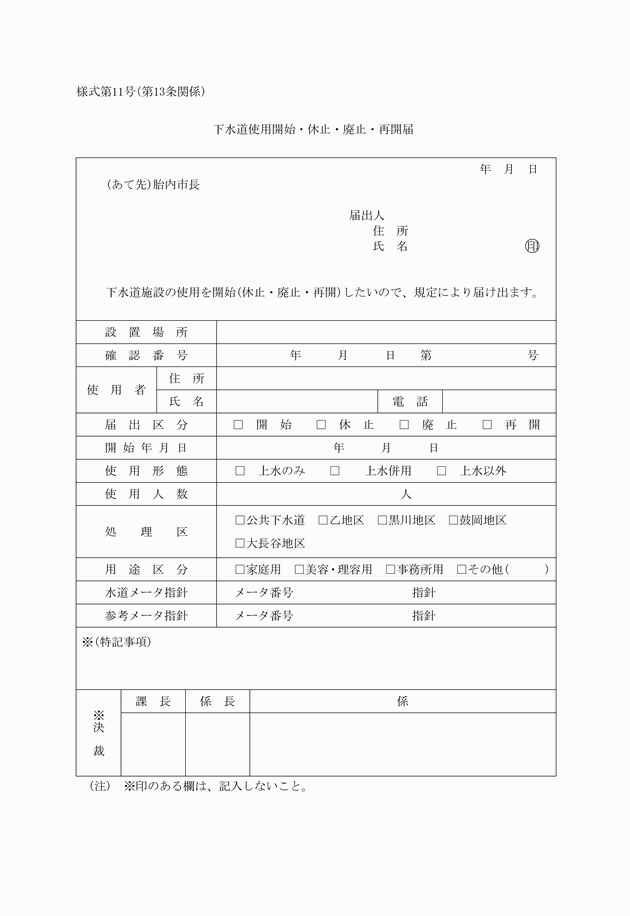 様式第11号(第13条関係)
下水道使用開始・休止・廃止・再開届
年　月　日
(あて先)胎内市長
届出人
住　所
氏　名　㊞
下水道施設の使用を開始(休止・廃止・再開)したいので、規定により届け出ます。
設　置　場　所
確　認　番　号　年　月　日　第　号
使　用　者　住　所
氏　名　電　話
届　出　区　分　□　開　始　□　休　止　□　廃　止　□　再　開
開　始　年　月　日　年　月　日
使　用　形　態　□　上水のみ　□　上水併用　□　上水以外
使　用　人　数　人
処　理　区　□公共下水道　□乙地区　□黒川地区　□鼓岡地区
□大長谷地区
用　途　区　分　□家庭用　□美容・理容用　□事務所用　□その他(　　)
水道メータ指針　メータ番号　指針
参考メータ指針　メータ番号　指針
※(特記事項)
※決裁　課　長　係　長　係
(注)　※印のある欄は、記入しないこと。